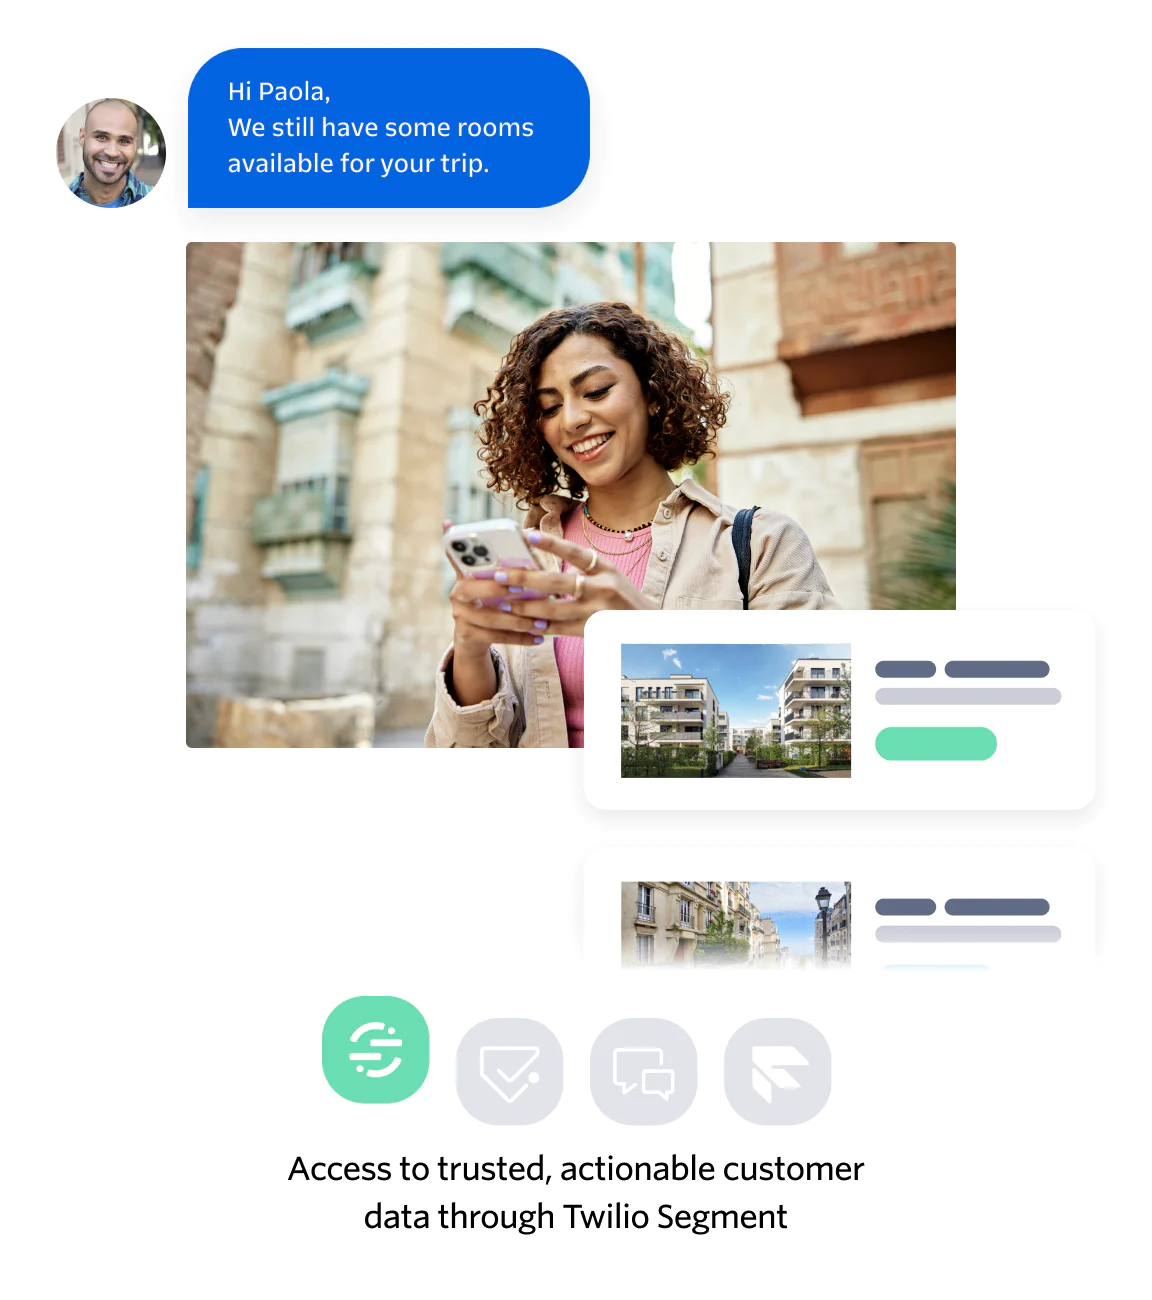 Hi Paola,
We still have some rooms
available for your trip.
Access to trusted, actionable customer
data through Twilio Segment